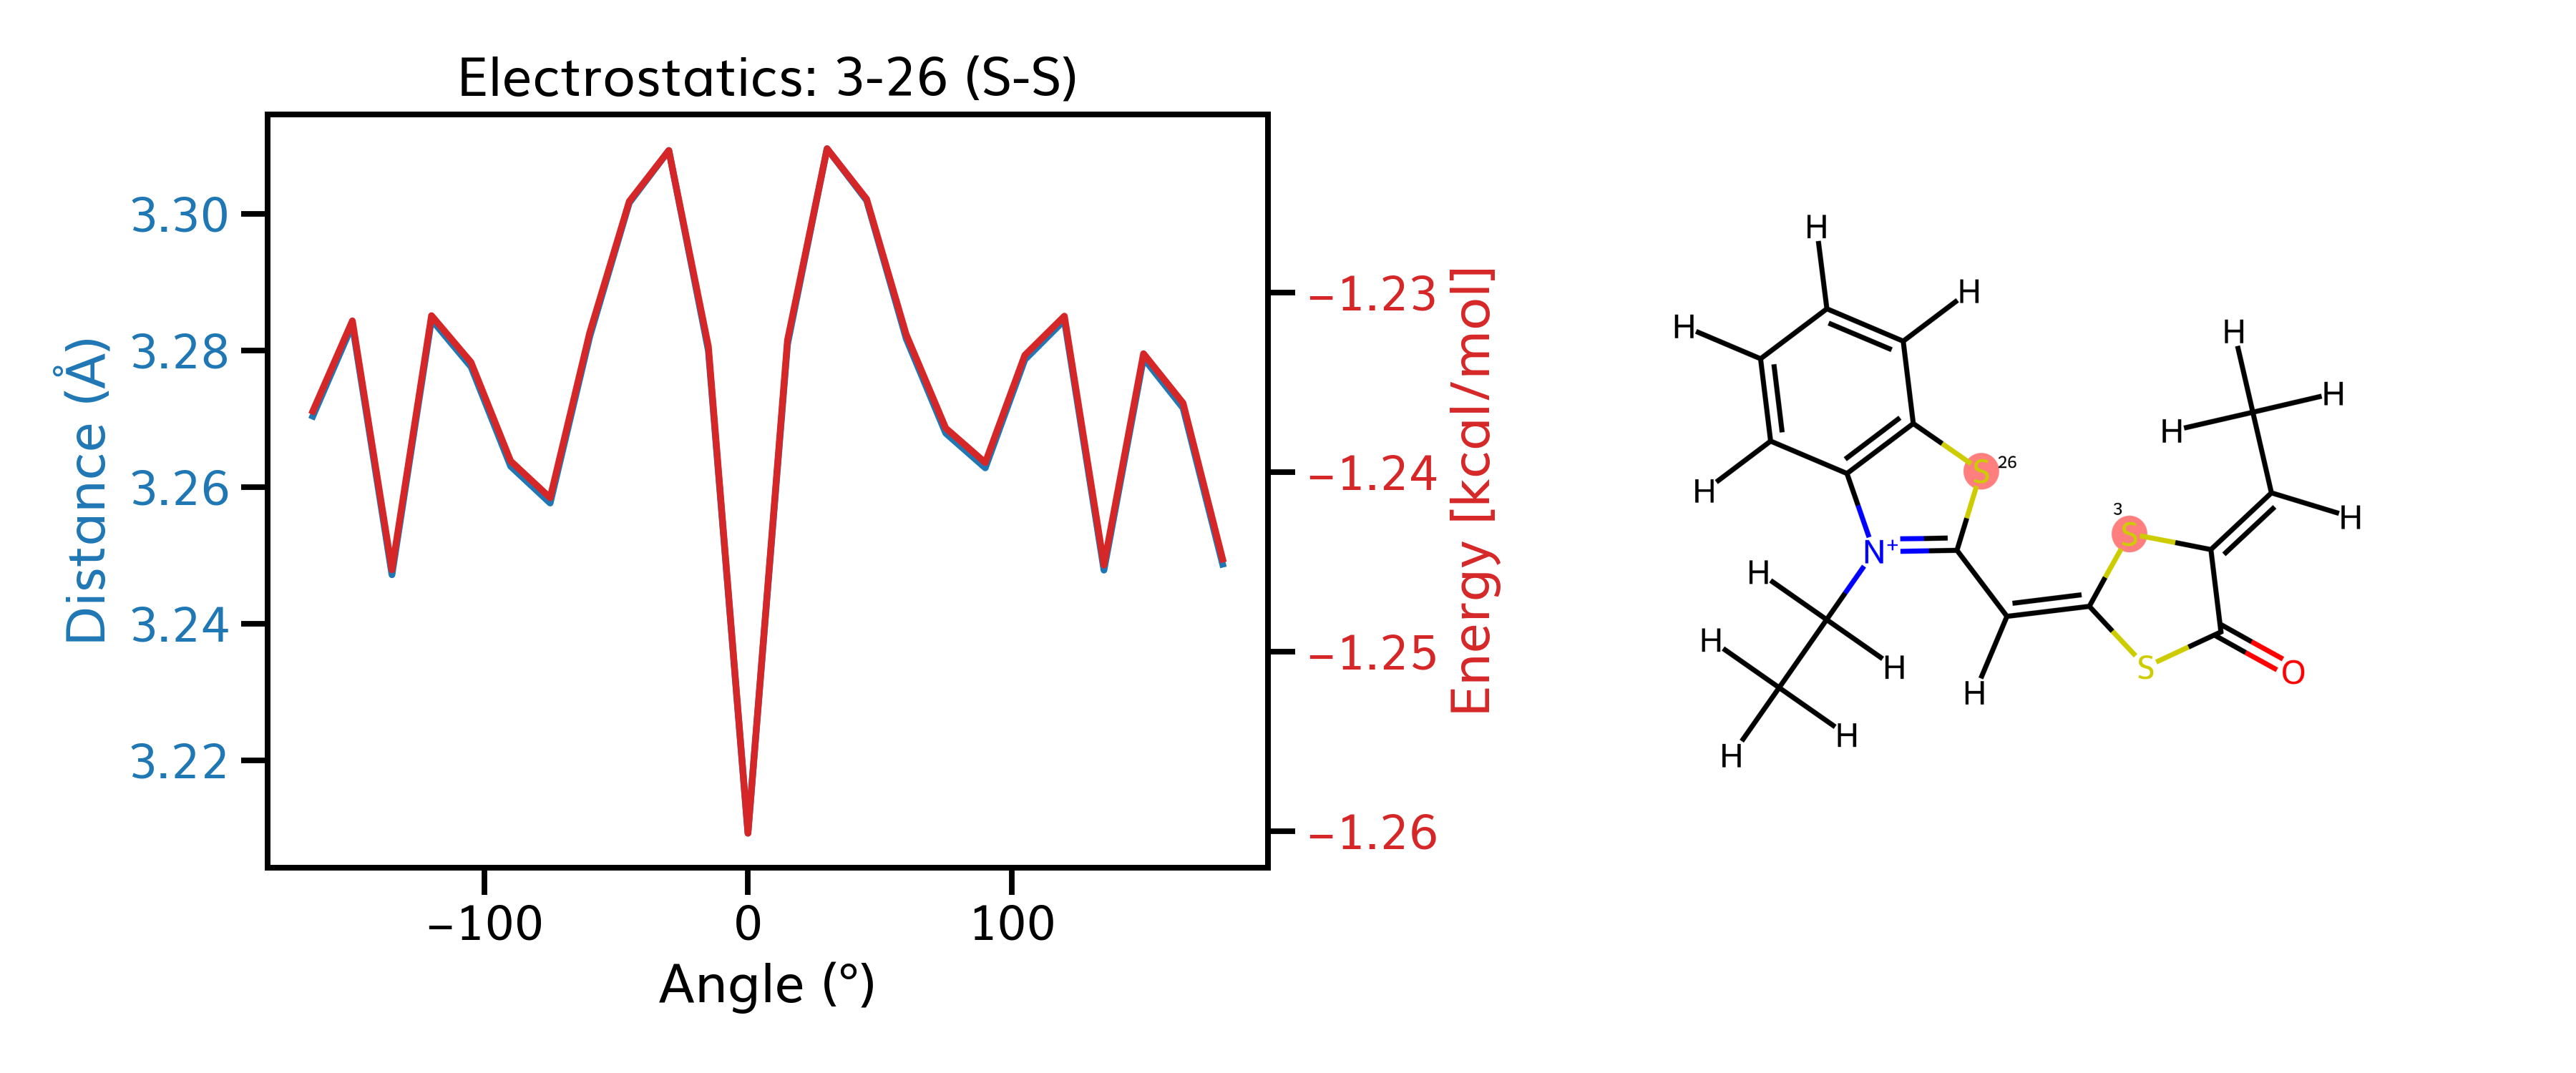 Electrostatics: 3-26 (S-S)
Distance (Å)
3.30
3.28
3.26
3.24
3.22
−100
0
100
Angle (°)
−1.23
−1.24
−1.25
−1.26
Energy [kcal/mol]
H
H
H
H
H
H
H
S 26
3
S
H
H
N+
H
H
H
H
S
O
H
H
H